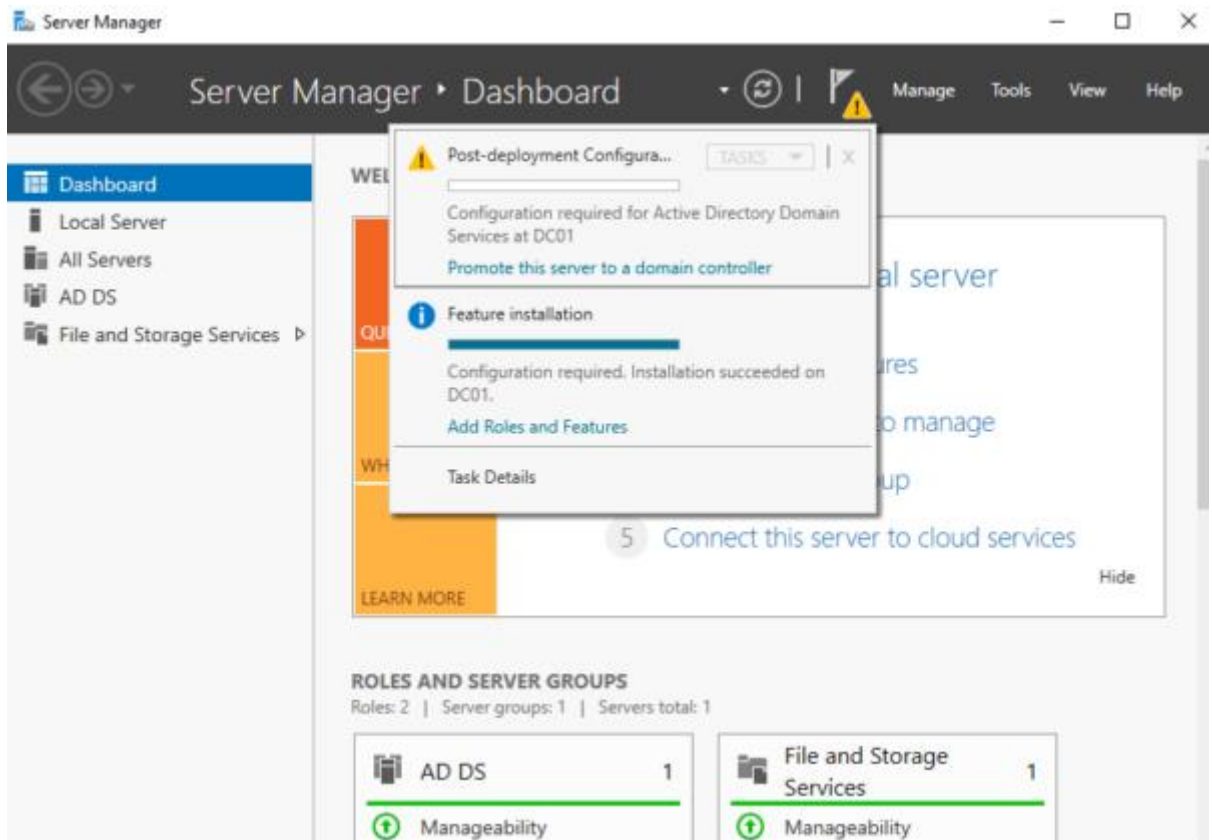 Server Manager
Server Manager ‣ Dashboard
Manage Tools View Help
Dashboard
Local Server
All Servers
AD DS
File and Storage Services
WEL
Post-deployment Configura...
TASKS
X
Configuration required for Active Directory Domain
Services at DC01
Promote this server to a domain controller
Feature installation
Configuration required. Installation succeeded on
DC01.
Add Roles and Features
Task Details
QUI
WH
LEARN MORE
al server
ures
o manage
up
5 Connect this server to cloud services
Hide
ROLES AND SERVER GROUPS
Roles: 2 | Server groups: 1 | Servers total: 1
AD DS 1
Manageability
File and Storage
Services 1
Manageability